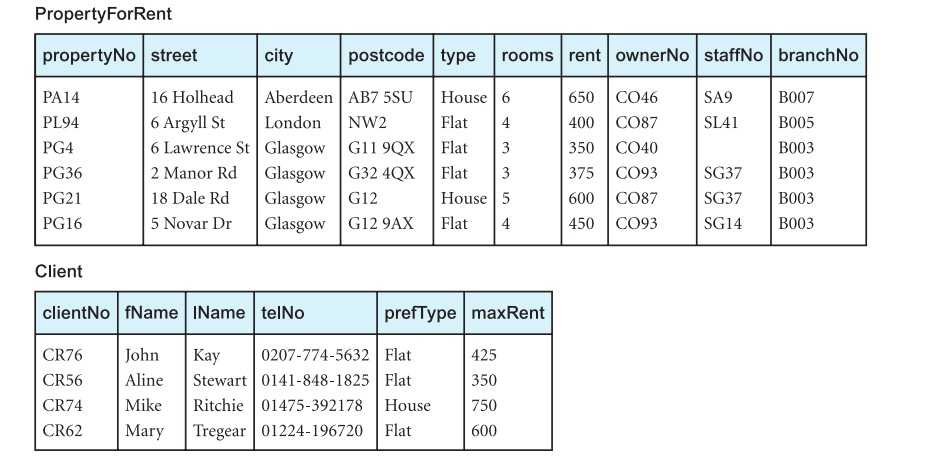 PropertyForRent
propertyNo street city postcode type rooms rent ownerNo staffNo branchNo
PA14 16 Holhead Aberdeen AB7 5SU House 6 650 CO46 SA9 B007
PL94 6 Argyll St London NW2 Flat 4 400 CO87 SL41 B005
PG4 6 Lawrence St Glasgow G11 9QX Flat 3 350 CO40 B003
PG36 2 Manor Rd Glasgow G32 4QX Flat 3 375 CO93 SG37 B003
PG21 18 Dale Rd Glasgow G12 House 5 600 CO87 SG37 B003
PG16 5 Novar Dr Glasgow G12 9AX Flat 4 450 CO93 SG14 B003
Client
clientNo fName lName telNo prefType maxRent
CR76 John Kay 0207-774-5632 Flat 425
CR56 Aline Stewart 0141-848-1825 Flat 350
CR74 Mike Ritchie 01475-392178 House 750
CR62 Mary Tregear 01224-196720 Flat 600